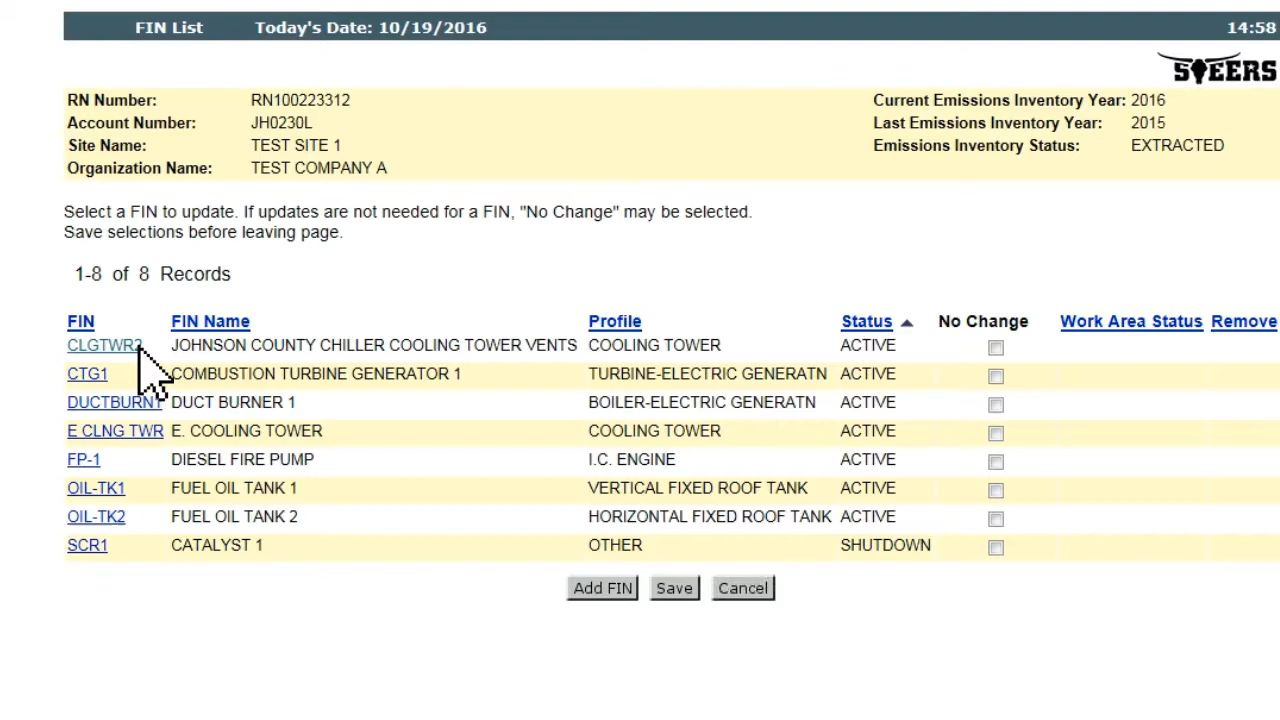 FIN List Today's Date: 10/19/2016 14:58
STEERS
RN Number: RN100223312 Current Emissions Inventory Year: 2016
Account Number: JH0230L Last Emissions Inventory Year: 2015
Site Name: TEST SITE 1 Emissions Inventory Status: EXTRACTED
Organization Name: TEST COMPANY A
Select a FIN to update. If updates are not needed for a FIN, "No Change" may be selected.
Save selections before leaving page.
1-8 of 8 Records
FIN FIN Name Profile Status No Change Work Area Status Remove
CLGTWR2 JOHNSON COUNTY CHILLER COOLING TOWER VENTS COOLING TOWER ACTIVE
CTG1 COMBUSTION TURBINE GENERATOR 1 TURBINE-ELECTRIC GENERATN ACTIVE
DUCTBURN1 DUCT BURNER 1 BOILER-ELECTRIC GENERATN ACTIVE
E CLNG TWR E. COOLING TOWER COOLING TOWER ACTIVE
FP-1 DIESEL FIRE PUMP I.C. ENGINE ACTIVE
OIL-TK1 FUEL OIL TANK 1 VERTICAL FIXED ROOF TANK ACTIVE
OIL-TK2 FUEL OIL TANK 2 HORIZONTAL FIXED ROOF TANK ACTIVE
SCR1 CATALYST 1 OTHER SHUTDOWN
Add FIN Save Cancel